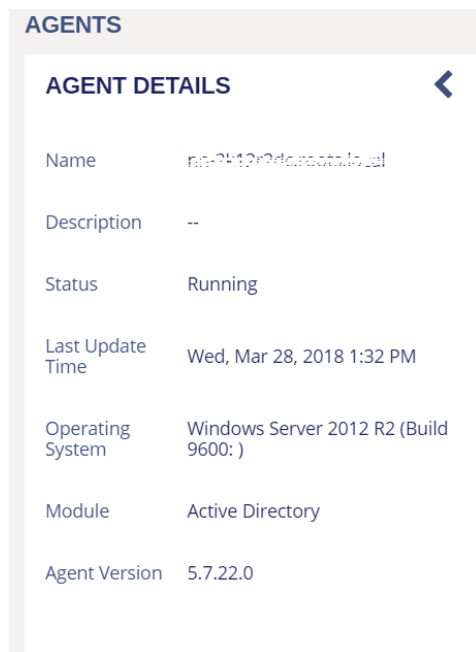 AGENTS
AGENT DETAILS
Name
Description --
Status Running
Last Update
Time
Wed, Mar 28, 2018 1:32 PM
Operating
System
Windows Server 2012 R2 (Build
9600: )
Module Active Directory
Agent Version 5.7.22.0